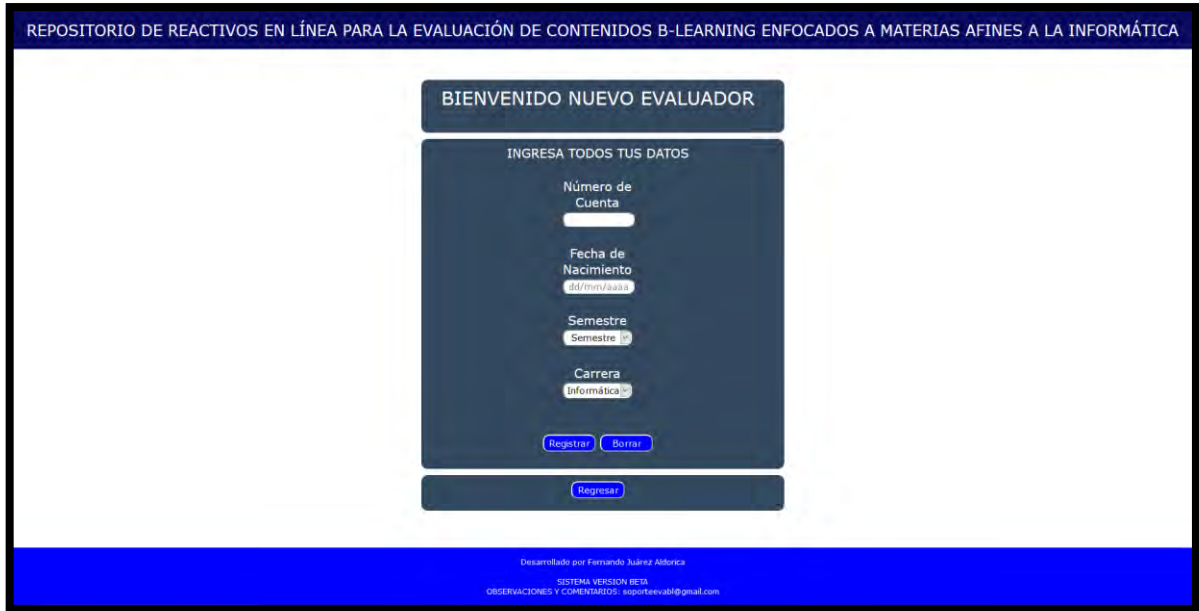 REPOSITORIO DE REACTIVOS EN LÍNEA PARA LA EVALUACIÓN DE CONTENIDOS B-LEARNING ENFOCADOS A MATERIAS AFINES A LA INFORMÁTICA
BIENVENIDO NUEVO EVALUADOR
INGRESA TODOS TUS DATOS
Número de
Cuenta
Fecha de
Nacimiento
dd/mm/aaaa
Semestre
Semestre
Carrera
Informática
Registrar Borrar
Regresar
Desarrollado por Fernando Juárez Aldorica
SISTEMA VERSION BETA
OBSERVACIONES Y COMENTARIOS: soporteevabl@gmail.com